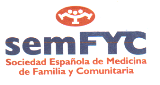 semFYC
Sociedad Española de Medicina
de Familia y Comunitaria